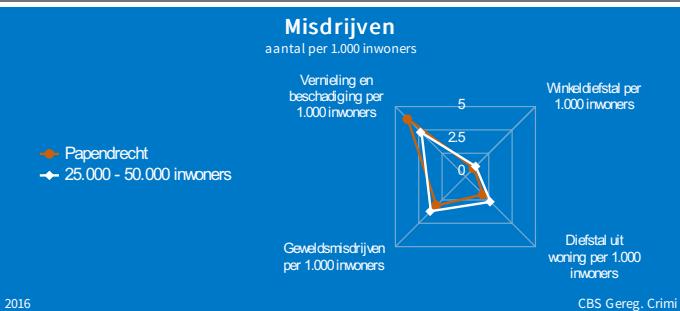 Misdrijven
aantal per 1.000 inwoners
Vernieling en
beschadiging per
1.000 inwoners
Winkeldiefstal per
1.000 inwoners
5
2.5
0
Papendrecht
25.000 - 50.000 inwoners
Geweldsmisdrijven
per 1.000 inwoners
Diefstal uit
woning per 1.000
inwoners
2016
CBS Gereg. Crimi